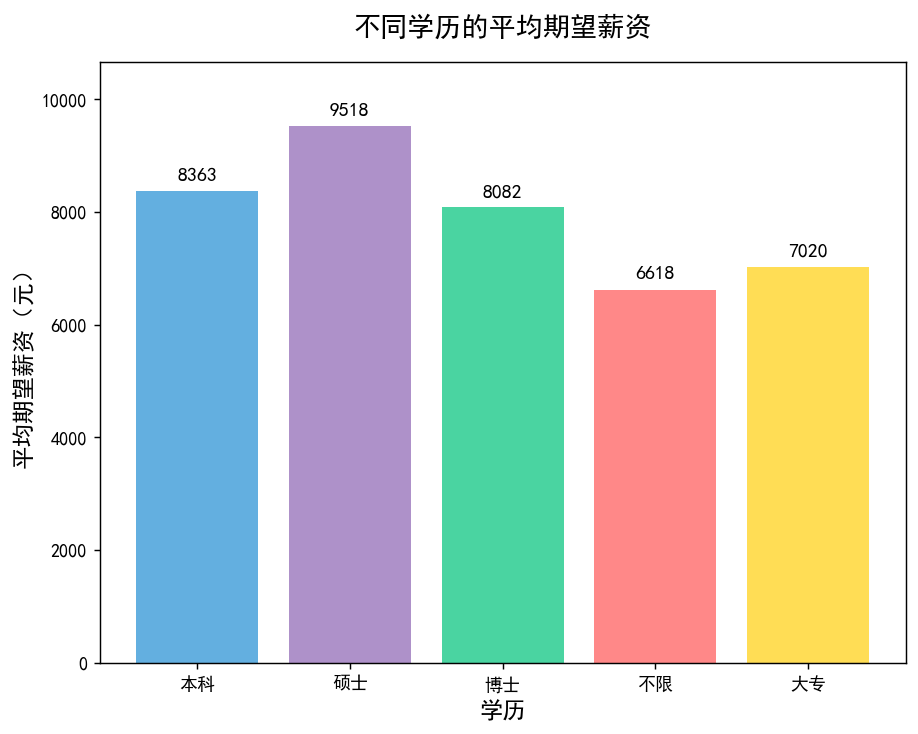 不同学历的平均期望薪资
平均期望薪资（元）
10000
8000
6000
4000
2000
0
8363
9518
8082
6618
7020
本科
硕士
博士
不限
大专
学历